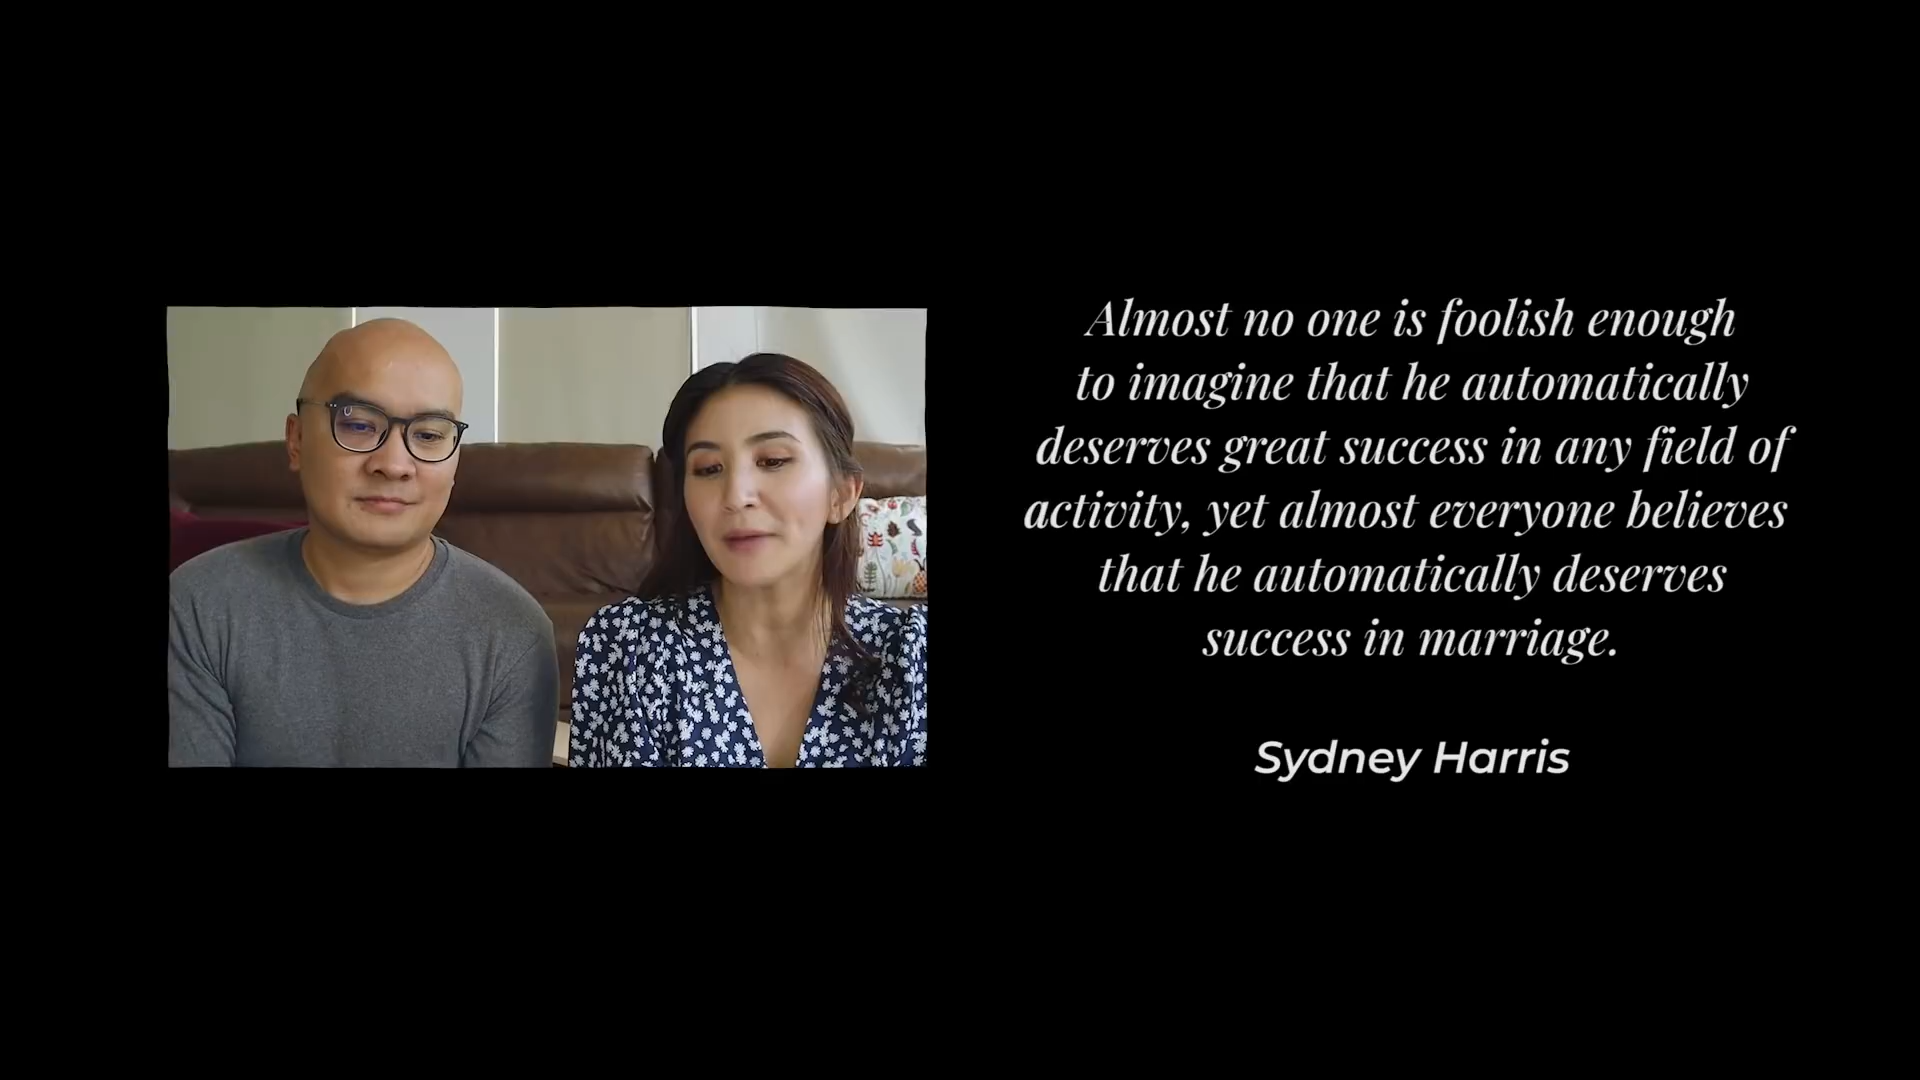 Almost no one is foolish enough
to imagine that he automatically
deserves great success in any field of
activity, yet almost everyone believes
that he automatically deserves
success in marriage.
Sydney Harris